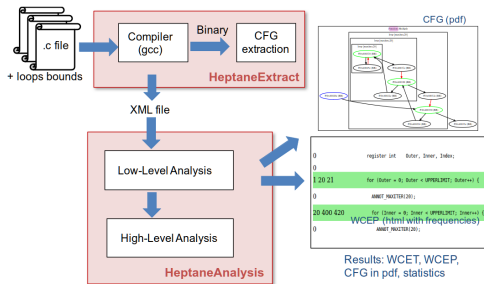 .c file
+ loops bounds
Compiler
(gcc)
Binary
CFG
extraction
HeptaneExtract
CFG (pdf)
XML file
Low-Level Analysis
High-Level Analysis
HeptaneAnalysis
0 register int Outer, Inner, Index;
0
1 20 21 for (Outer = 0; Outer < UPPERLIMIT; Outer++) {
0 ANNOT_MAXITER(20);
20 400 420 for (Inner = 0; Inner < UPPERLIMIT; Inner++) {
WCEP (html with frequencies)
0 ANNOT_MAXITER(20);
Results: WCET, WCEP,
CFG in pdf, statistics